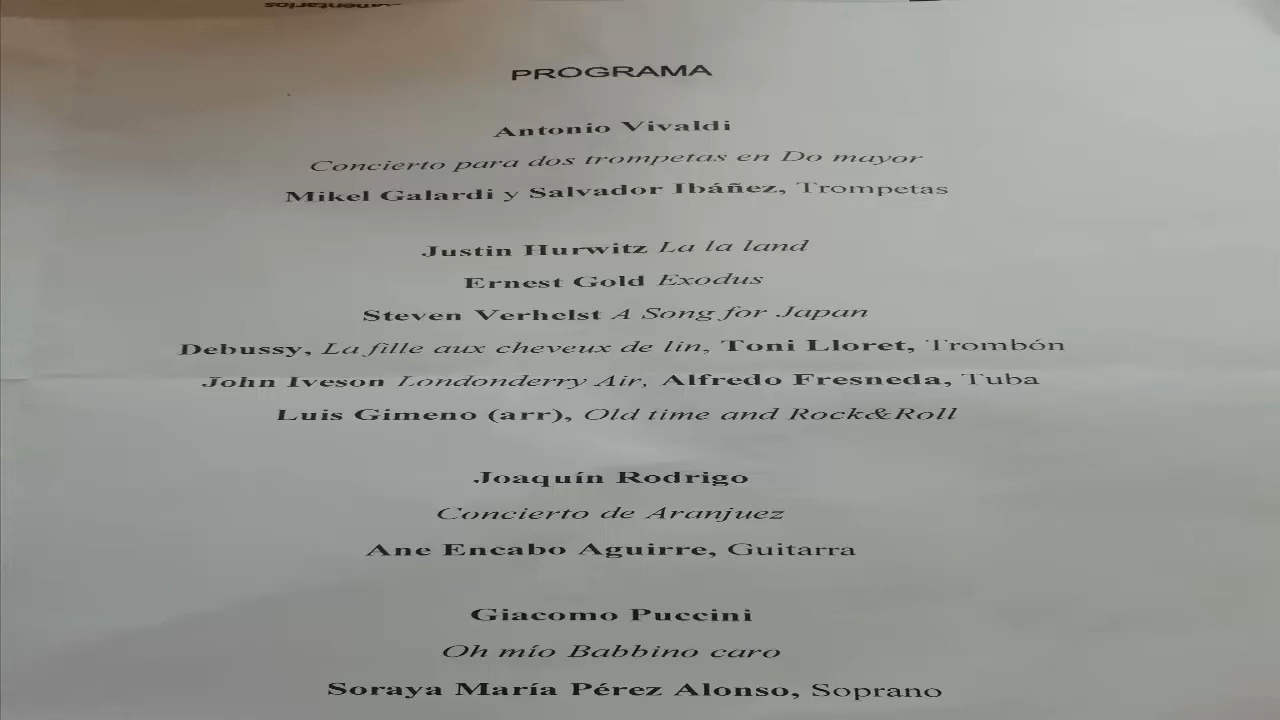 PROGRAMA
Antonio Vivaldi
Concierto para dos trompetas en Do mayor
Mikel Galardi y Salvador Ibáñez, Trompetas
Justin Hurwitz La la land
Ernest Gold Exodus
Steven Verhelst A Song for Japan
Debussy, La fille aux cheveux de lin, Toni Lloret, Trombón
John Iveson Londonderry Air, Alfredo Fresneda, Tuba
Luis Gimeno (arr), Old time and Rock&Roll
Joaquín Rodrigo
Concierto de Aranjuez
Ane Encabo Aguirre, Guitarra
Giacomo Puccini
Oh mío Babbino caro
Soraya María Pérez Alonso, Soprano